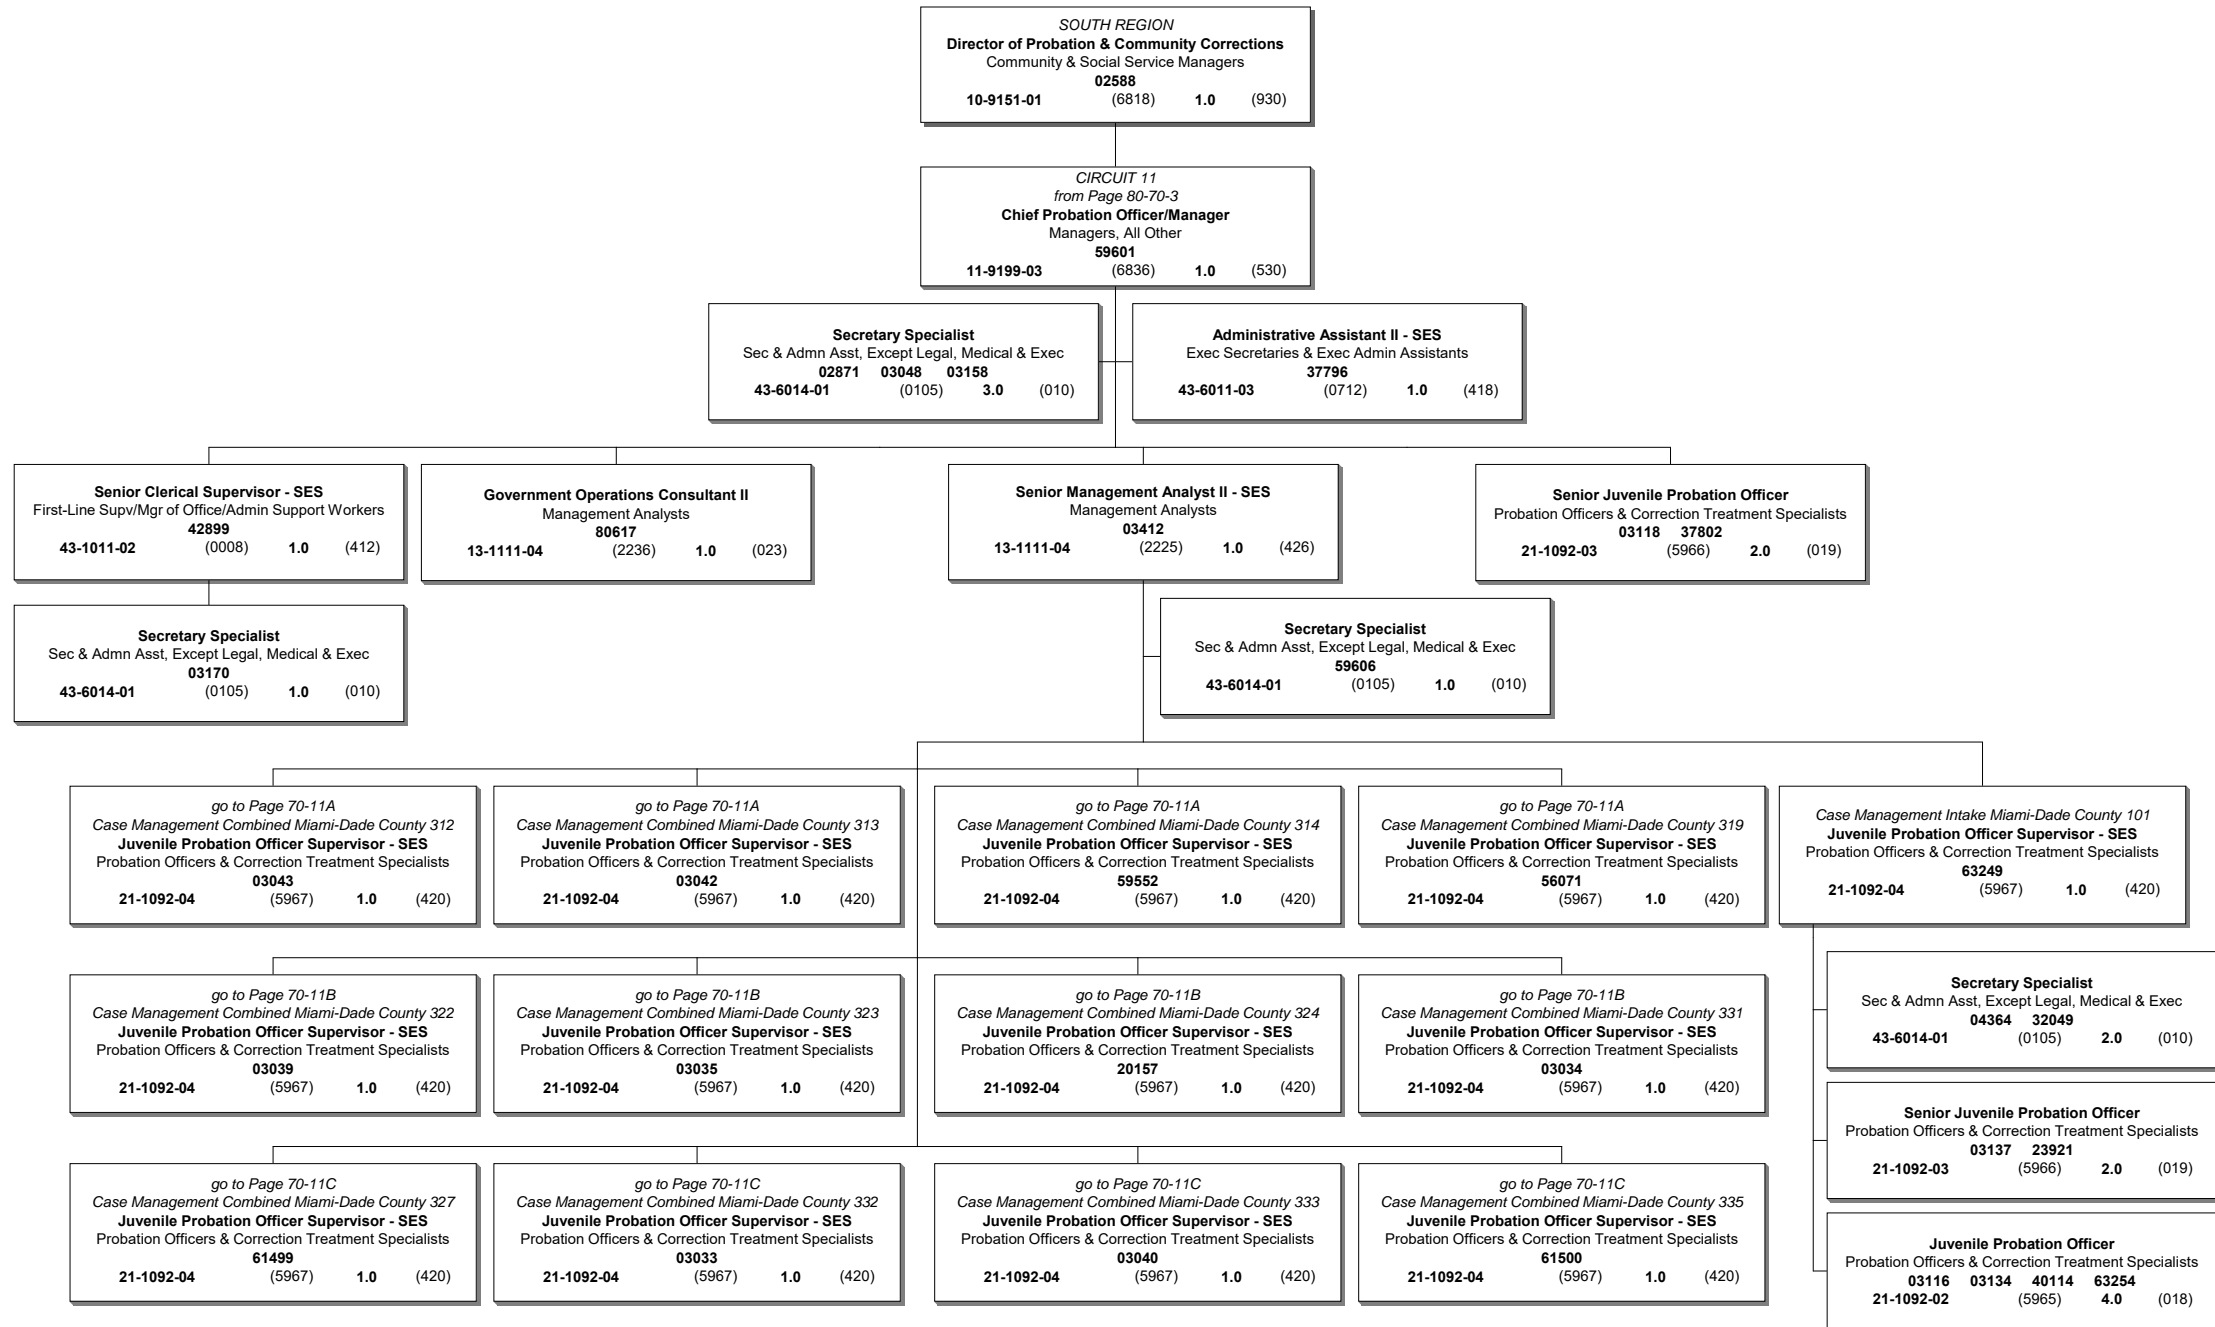 SOUTH REGION
Director of Probation & Community Corrections
Community & Social Service Managers
02588
10-9151-01 (6818) 1.0 (930)
CIRCUIT 11
from Page 80-70-3
Chief Probation Officer/Manager
Managers, All Other
59601
11-9199-03 (6836) 1.0 (530)
Secretary Specialist
Sec & Admn Asst, Except Legal, Medical & Exec
02871 03048 03158
43-6014-01 (0105) 3.0 (010)
Administrative Assistant II - SES
Exec Secretaries & Exec Admin Assistants
37796
43-6011-03 (0712) 1.0 (418)
Senior Clerical Supervisor - SES
First-Line Supv/Mgr of Office/Admin Support Workers
42899
43-1011-02 (0008) 1.0 (412)
Government Operations Consultant II
Management Analysts
80617
13-1111-04 (2236) 1.0 (023)
Senior Management Analyst II - SES
Management Analysts
03412
13-1111-04 (2225) 1.0 (426)
Senior Juvenile Probation Officer
Probation Officers & Correction Treatment Specialists
03118 37802
21-1092-03 (5966) 2.0 (019)
Secretary Specialist
Sec & Admn Asst, Except Legal, Medical & Exec
03170
43-6014-01 (0105) 1.0 (010)
Secretary Specialist
Sec & Admn Asst, Except Legal, Medical & Exec
59606
43-6014-01 (0105) 1.0 (010)
go to Page 70-11A
Case Management Combined Miami-Dade County 312
Juvenile Probation Officer Supervisor - SES
Probation Officers & Correction Treatment Specialists
03043
21-1092-04 (5967) 1.0 (420)
go to Page 70-11A
Case Management Combined Miami-Dade County 313
Juvenile Probation Officer Supervisor - SES
Probation Officers & Correction Treatment Specialists
03042
21-1092-04 (5967) 1.0 (420)
go to Page 70-11A
Case Management Combined Miami-Dade County 314
Juvenile Probation Officer Supervisor - SES
Probation Officers & Correction Treatment Specialists
59552
21-1092-04 (5967) 1.0 (420)
go to Page 70-11A
Case Management Combined Miami-Dade County 319
Juvenile Probation Officer Supervisor - SES
Probation Officers & Correction Treatment Specialists
56071
21-1092-04 (5967) 1.0 (420)
Case Management Intake Miami-Dade County 101
Juvenile Probation Officer Supervisor - SES
Probation Officers & Correction Treatment Specialists
63249
21-1092-04 (5967) 1.0 (420)
go to Page 70-11B
Case Management Combined Miami-Dade County 322
Juvenile Probation Officer Supervisor - SES
Probation Officers & Correction Treatment Specialists
03039
21-1092-04 (5967) 1.0 (420)
go to Page 70-11B
Case Management Combined Miami-Dade County 323
Juvenile Probation Officer Supervisor - SES
Probation Officers & Correction Treatment Specialists
03035
21-1092-04 (5967) 1.0 (420)
go to Page 70-11B
Case Management Combined Miami-Dade County 324
Juvenile Probation Officer Supervisor - SES
Probation Officers & Correction Treatment Specialists
20157
21-1092-04 (5967) 1.0 (420)
go to Page 70-11B
Case Management Combined Miami-Dade County 331
Juvenile Probation Officer Supervisor - SES
Probation Officers & Correction Treatment Specialists
03034
21-1092-04 (5967) 1.0 (420)
Secretary Specialist
Sec & Admn Asst, Except Legal, Medical & Exec
04364 32049
43-6014-01 (0105) 2.0 (010)
Senior Juvenile Probation Officer
Probation Officers & Correction Treatment Specialists
03137 23921
21-1092-03 (5966) 2.0 (019)
go to Page 70-11C
Case Management Combined Miami-Dade County 327
Juvenile Probation Officer Supervisor - SES
Probation Officers & Correction Treatment Specialists
61499
21-1092-04 (5967) 1.0 (420)
go to Page 70-11C
Case Management Combined Miami-Dade County 332
Juvenile Probation Officer Supervisor - SES
Probation Officers & Correction Treatment Specialists
03033
21-1092-04 (5967) 1.0 (420)
go to Page 70-11C
Case Management Combined Miami-Dade County 333
Juvenile Probation Officer Supervisor - SES
Probation Officers & Correction Treatment Specialists
03040
21-1092-04 (5967) 1.0 (420)
go to Page 70-11C
Case Management Combined Miami-Dade County 335
Juvenile Probation Officer Supervisor - SES
Probation Officers & Correction Treatment Specialists
61500
21-1092-04 (5967) 1.0 (420)
Juvenile Probation Officer
Probation Officers & Correction Treatment Specialists
03116 03134 40114 63254
21-1092-02 (5965) 4.0 (018)